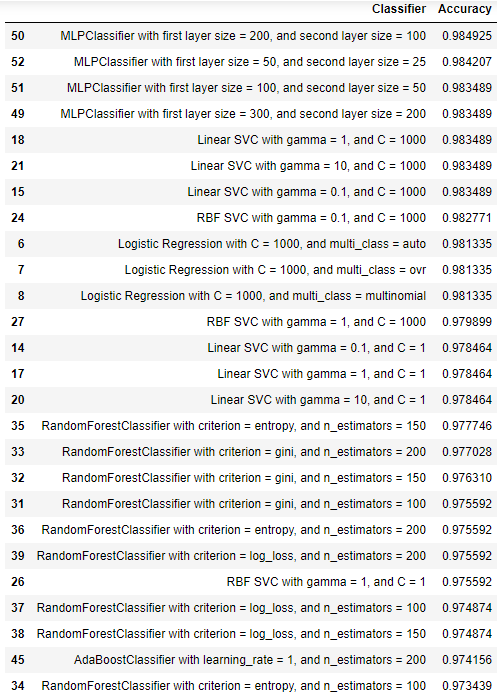 Classifier Accuracy
50 MLPClassifier with first layer size = 200, and second layer size = 100 0.984925
52 MLPClassifier with first layer size = 50, and second layer size = 25 0.984207
51 MLPClassifier with first layer size = 100, and second layer size = 50 0.983489
49 MLPClassifier with first layer size = 300, and second layer size = 200 0.983489
18 Linear SVC with gamma = 1, and C = 1000 0.983489
21 Linear SVC with gamma = 10, and C = 1000 0.983489
15 Linear SVC with gamma = 0.1, and C = 1000 0.983489
24 RBF SVC with gamma = 0.1, and C = 1000 0.982771
6 Logistic Regression with C = 1000, and multi_class = auto 0.981335
7 Logistic Regression with C = 1000, and multi_class = ovr 0.981335
8 Logistic Regression with C = 1000, and multi_class = multinomial 0.981335
27 RBF SVC with gamma = 1, and C = 1000 0.979899
14 Linear SVC with gamma = 0.1, and C = 1 0.978464
17 Linear SVC with gamma = 1, and C = 1 0.978464
20 Linear SVC with gamma = 10, and C = 1 0.978464
35 RandomForestClassifier with criterion = entropy, and n_estimators = 150 0.977746
33 RandomForestClassifier with criterion = gini, and n_estimators = 200 0.977028
32 RandomForestClassifier with criterion = gini, and n_estimators = 150 0.976310
31 RandomForestClassifier with criterion = gini, and n_estimators = 100 0.975592
36 RandomForestClassifier with criterion = entropy, and n_estimators = 200 0.975592
39 RandomForestClassifier with criterion = log_loss, and n_estimators = 200 0.975592
26 RBF SVC with gamma = 1, and C = 1 0.975592
37 RandomForestClassifier with criterion = log_loss, and n_estimators = 100 0.974874
38 RandomForestClassifier with criterion = log_loss, and n_estimators = 150 0.974874
45 AdaBoostClassifier with learning_rate = 1, and n_estimators = 200 0.974156
34 RandomForestClassifier with criterion = entropy, and n_estimators = 100 0.973439